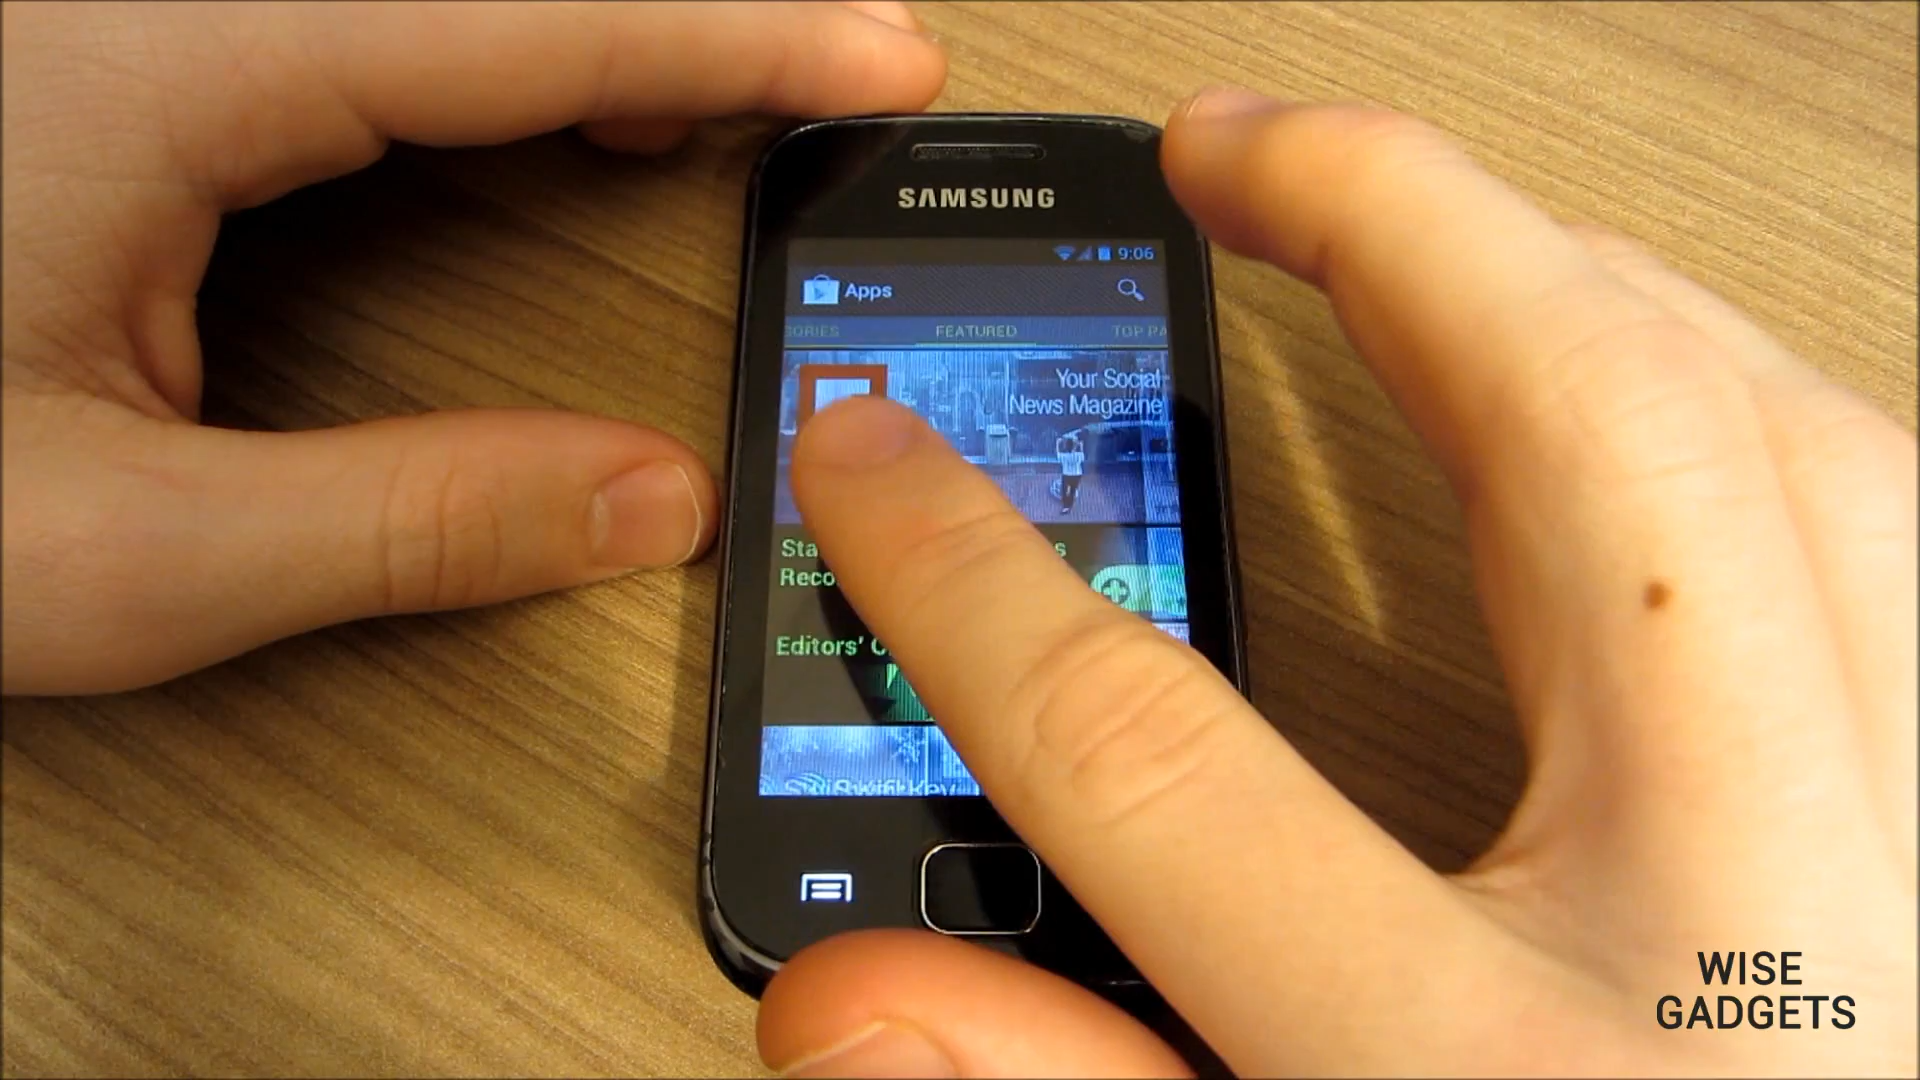 SAMSUNG
9:06
Apps
FEATURED
Your Social
News Magazine
Editors'
WISE
GADGETS